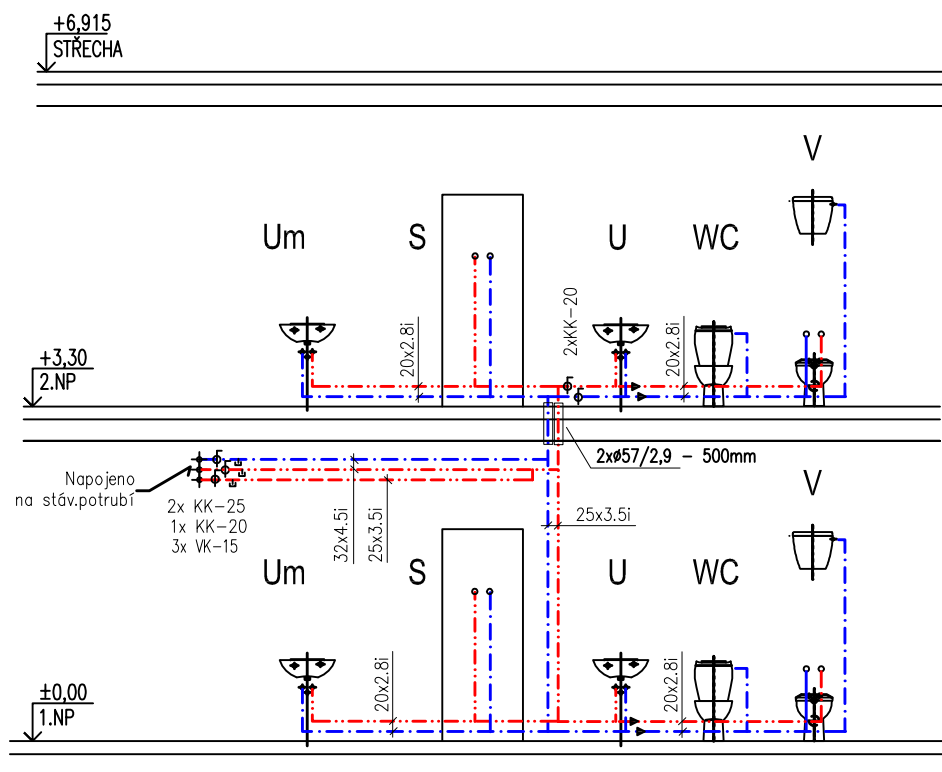 +6,915
STŘECHA
V
Um
S
U
WC
2xKK-20
20x2.8i
20x2.8i
+3,30
2.NP
2xø57/2,9 - 500mm
Napojeno
na stáv.potrubí
2x KK-25
1x KK-20
3x VK-15
32x4.5i
25x3.5i
25x3.5i
V
Um
S
U
WC
20x2.8i
20x2.8i
±0,00
1.NP